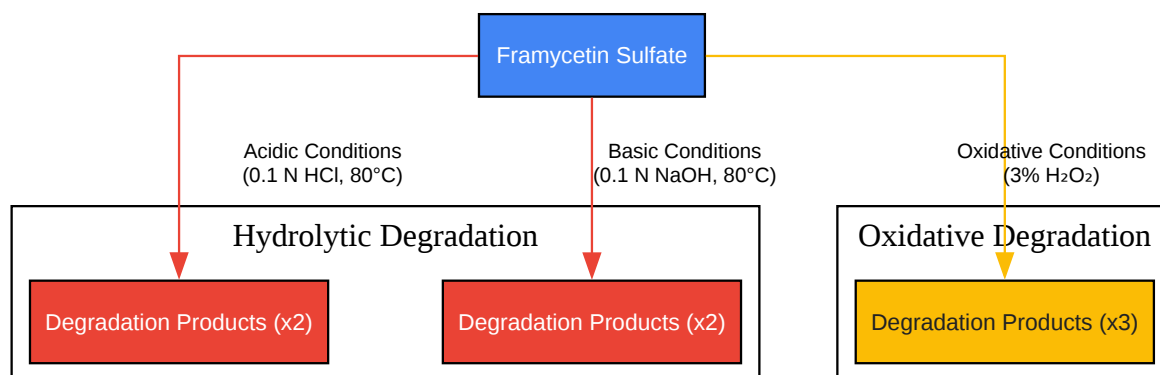 Framycetin Sulfate
Acidic Conditions
(0.1 N HCl, 80°C)
Basic Conditions
(0.1 N NaOH, 80°C)
Oxidative Conditions
(3% H₂O₂)
Hydrolytic Degradation
Oxidative Degradation
Degradation Products (x2)
Degradation Products (x2)
Degradation Products (x3)